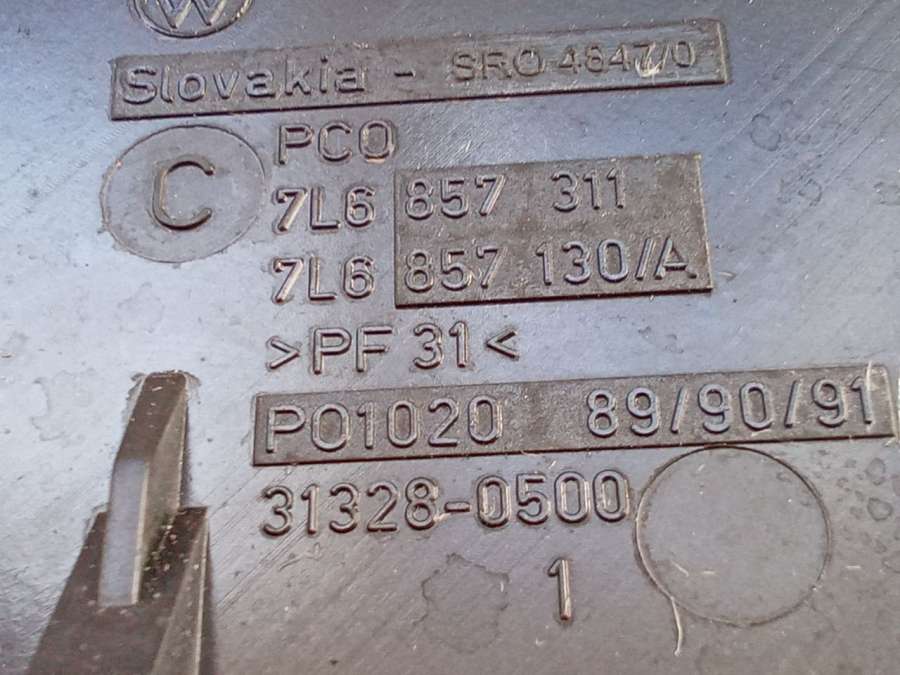 VW
Slovakia - SRO 4847/0
C
PCO
7L6 857 311
7L6 857 130/A
>PF 31<
PO1020 89/90/91
31328-0500
1